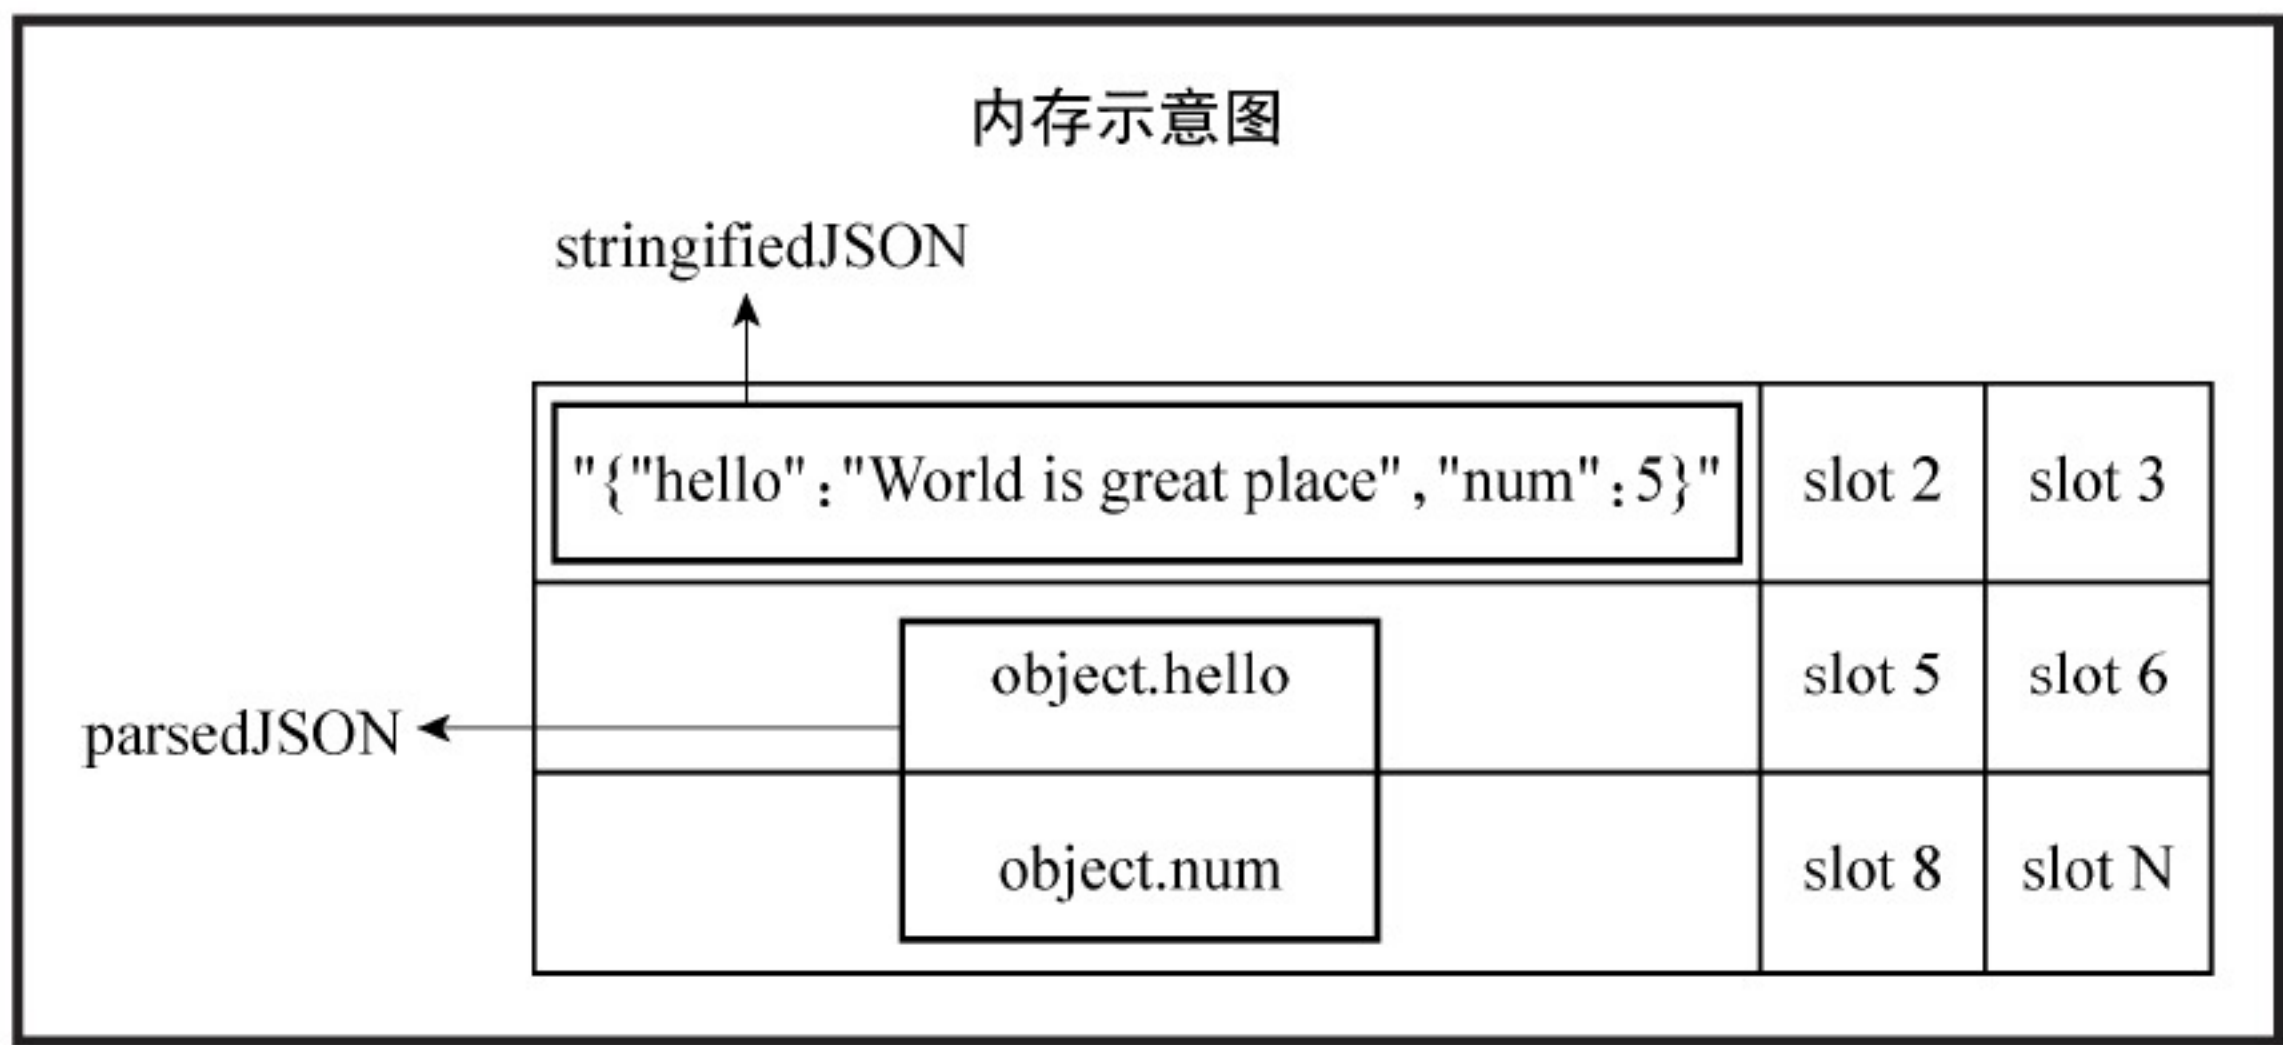 内存示意图
stringifiedJSON
"{"hello":"World is great place","num":5}" slot 2 slot 3
object.hello slot 5 slot 6
parsedJSON
object.num slot 8 slot N